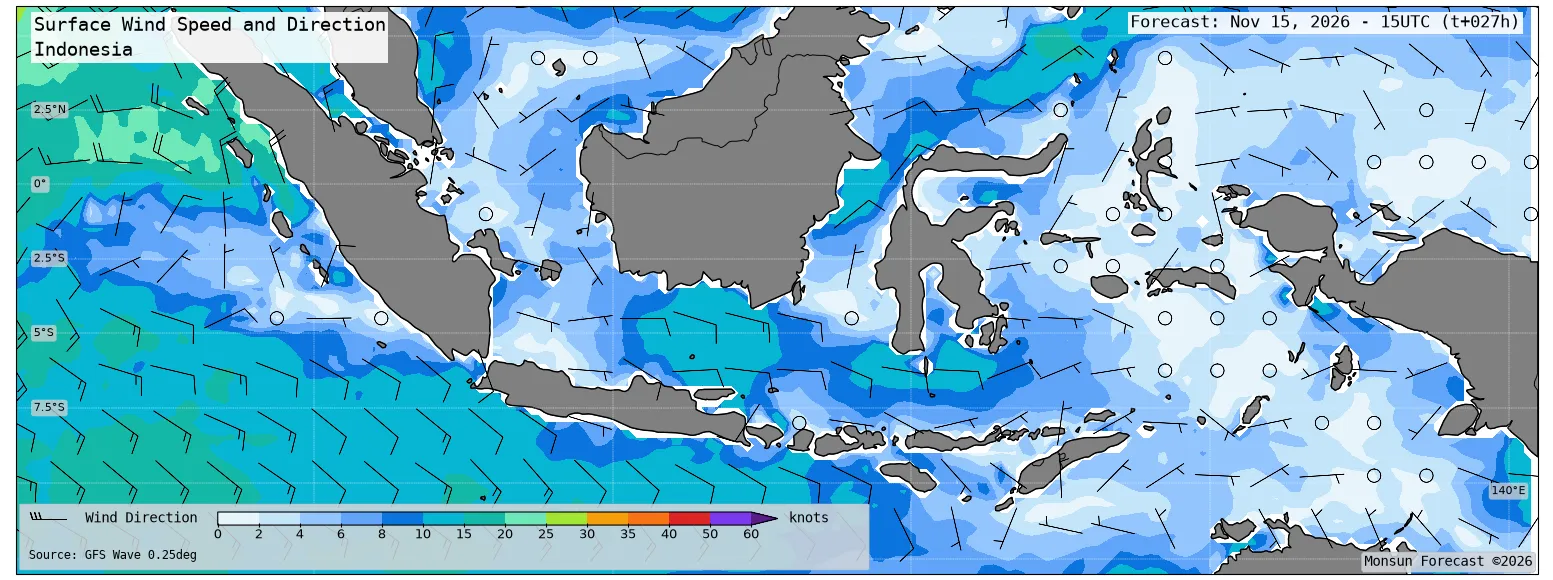 Surface Wind Speed and Direction
Indonesia
Forecast: Nov 15, 2026 - 15UTC (t+027h)
2.5°N
0°
2.5°S
5°S
7.5°S
140°E
Wind Direction
knots
0 2 4 6 8 10 15 20 25 30 35 40 50 60
Source: GFS Wave 0.25deg
Monsun Forecast ©2026